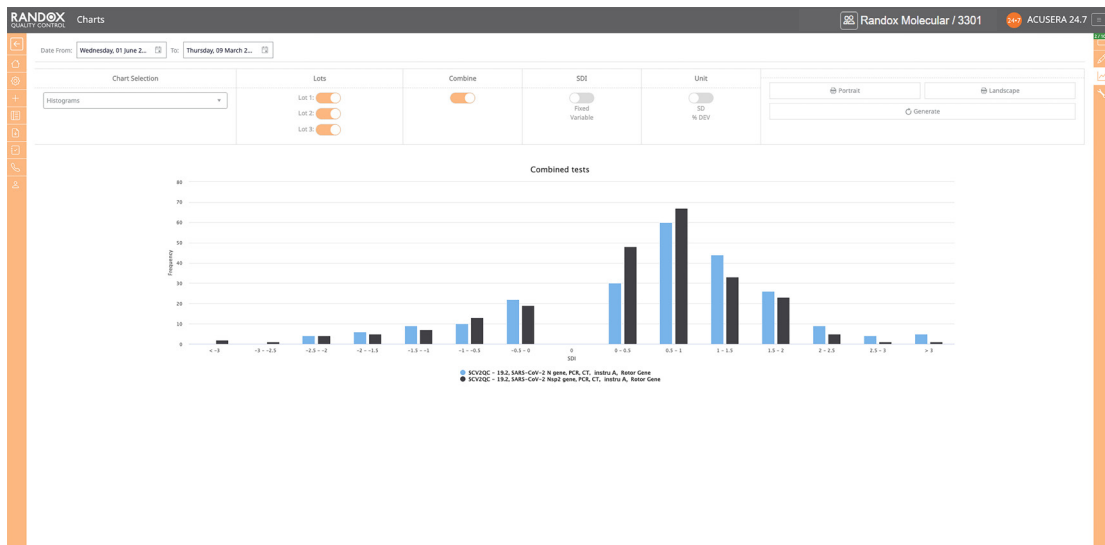 RANDOX
QUALITY CONTROL
Charts
Randox Molecular / 3301
24•7 ACUSERA 24.7
Date From: Wednesday, 01 June 2... To: Thursday, 09 March 2...
Chart Selection
Lots
Combine
SDI
Unit
Histograms
Lot 1:
Lot 2:
Lot 3:
Fixed
Variable
SD
% DEV
Portrait
Landscape
Generate
Combined tests
80
70
60
50
40
30
20
10
0
Frequency
< -3
-3 - -2.5
-2.5 - -2
-2 - -1.5
-1.5 - -1
-1 - -0.5
-0.5 - 0
0
0 - 0.5
0.5 - 1
1 - 1.5
1.5 - 2
2 - 2.5
2.5 - 3
> 3
SDI
SCV2QC - 19.2, SARS-CoV-2 N gene, PCR, CT, instru A, Rotor Gene
SCV2QC - 19.2, SARS-CoV-2 Nsp2 gene, PCR, CT, instru A, Rotor Gene